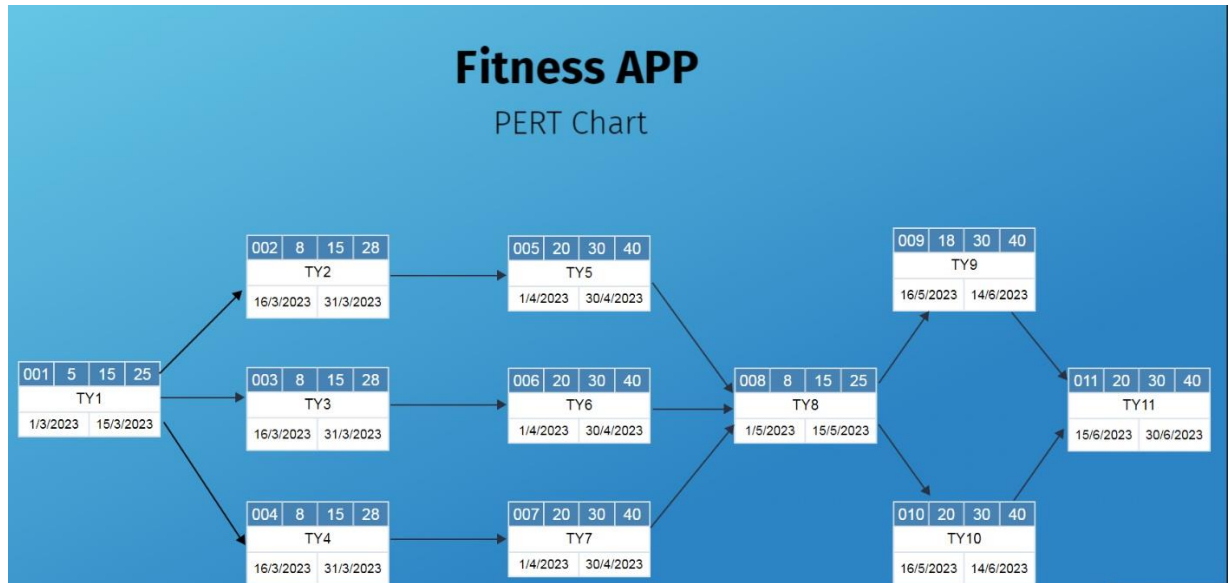 Fitness APP
PERT Chart
001 5 15 25
TY1
1/3/2023 15/3/2023
002 8 15 28
TY2
16/3/2023 31/3/2023
003 8 15 28
TY3
16/3/2023 31/3/2023
004 8 15 28
TY4
16/3/2023 31/3/2023
005 20 30 40
TY5
1/4/2023 30/4/2023
006 20 30 40
TY6
1/4/2023 30/4/2023
007 20 30 40
TY7
1/4/2023 30/4/2023
008 8 15 25
TY8
1/5/2023 15/5/2023
009 18 30 40
TY9
16/5/2023 14/6/2023
010 20 30 40
TY10
16/5/2023 14/6/2023
011 20 30 40
TY11
15/6/2023 30/6/2023